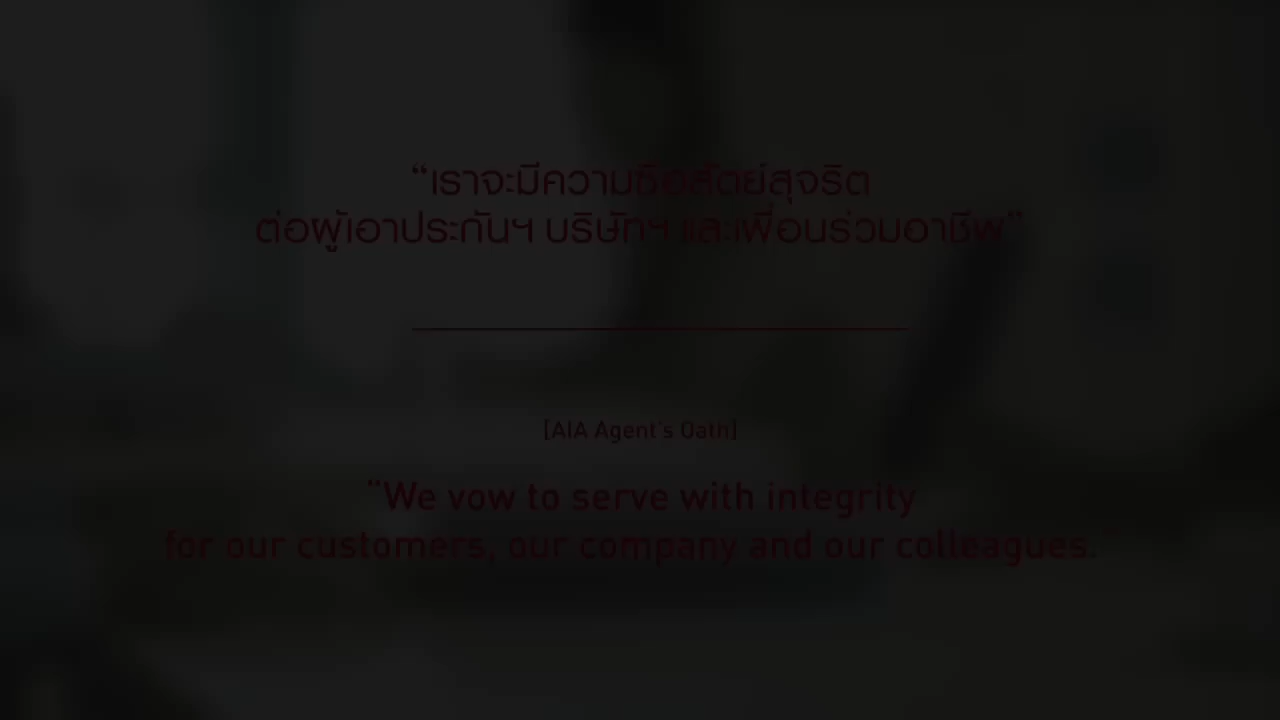 “เราจะมีความซื่อสัตย์สุจริต
ต่อผู้เอาประกันฯ บริษัทฯ และเพื่อนร่วมอาชีพ”
[AIA Agent's Oath]
"We vow to serve with integrity
for our customers, our company and our colleagues."